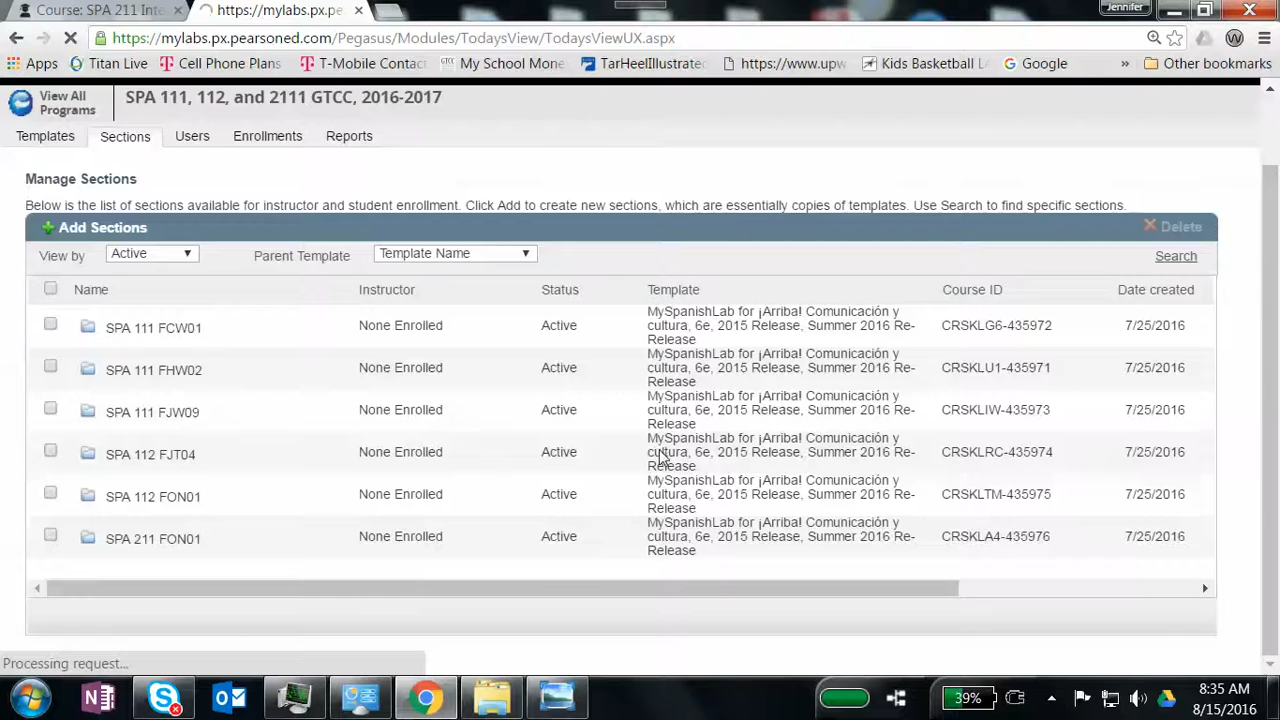 Course: SPA 211 Inte
https://mylabs.px.pe
Jennifer
https://mylabs.px.pearsoned.com/Pegasus/Modules/TodaysView/TodaysViewUX.aspx
Apps Titan Live Cell Phone Plans T-Mobile Contact My School Mone TarHeelIllustrate https://www.upw Kids Basketball L Google » Other bookmarks
View All
Programs
SPA 111, 112, and 2111 GTCC, 2016-2017
Templates Sections Users Enrollments Reports
Manage Sections
Below is the list of sections available for instructor and student enrollment. Click Add to create new sections, which are essentially copies of templates. Use Search to find specific sections.
Add Sections Delete
View by Active Parent Template Template Name Search
Name Instructor Status Template Course ID Date created
MySpanishLab for ¡Arriba! Comunicación y
SPA 111 FCW01 None Enrolled Active cultura, 6e, 2015 Release, Summer 2016 Re- CRSKLG6-435972 7/25/2016
Release
MySpanishLab for ¡Arriba! Comunicación y
SPA 111 FHW02 None Enrolled Active cultura, 6e, 2015 Release, Summer 2016 Re- CRSKLU1-435971 7/25/2016
Release
MySpanishLab for ¡Arriba! Comunicación y
SPA 111 FJW09 None Enrolled Active cultura, 6e, 2015 Release, Summer 2016 Re- CRSKLIW-435973 7/25/2016
Release
MySpanishLab for ¡Arriba! Comunicación y
SPA 112 FJT04 None Enrolled Active cultura, 6e, 2015 Release, Summer 2016 Re- CRSKLRC-435974 7/25/2016
Release
MySpanishLab for ¡Arriba! Comunicación y
SPA 112 FON01 None Enrolled Active cultura, 6e, 2015 Release, Summer 2016 Re- CRSKLTM-435975 7/25/2016
Release
MySpanishLab for ¡Arriba! Comunicación y
SPA 211 FON01 None Enrolled Active cultura, 6e, 2015 Release, Summer 2016 Re- CRSKLA4-435976 7/25/2016
Release
Processing request...
39%
8:35 AM
8/15/2016